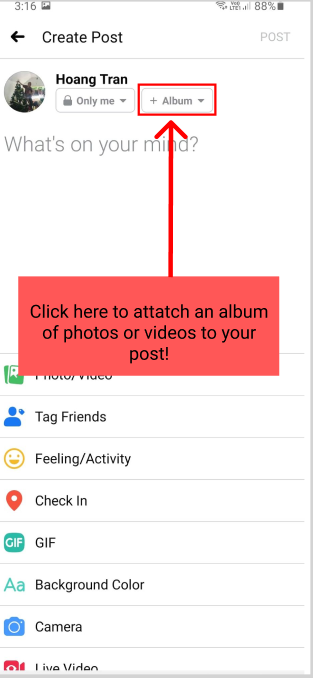 3:16 88%
Create Post POST
Hoang Tran
Only me + Album
What's on your mind?
Click here to attatch an album
of photos or videos to your
post!
Photo/Video
Tag Friends
Feeling/Activity
Check In
GIF GIF
Aa Background Color
Camera
Live Video